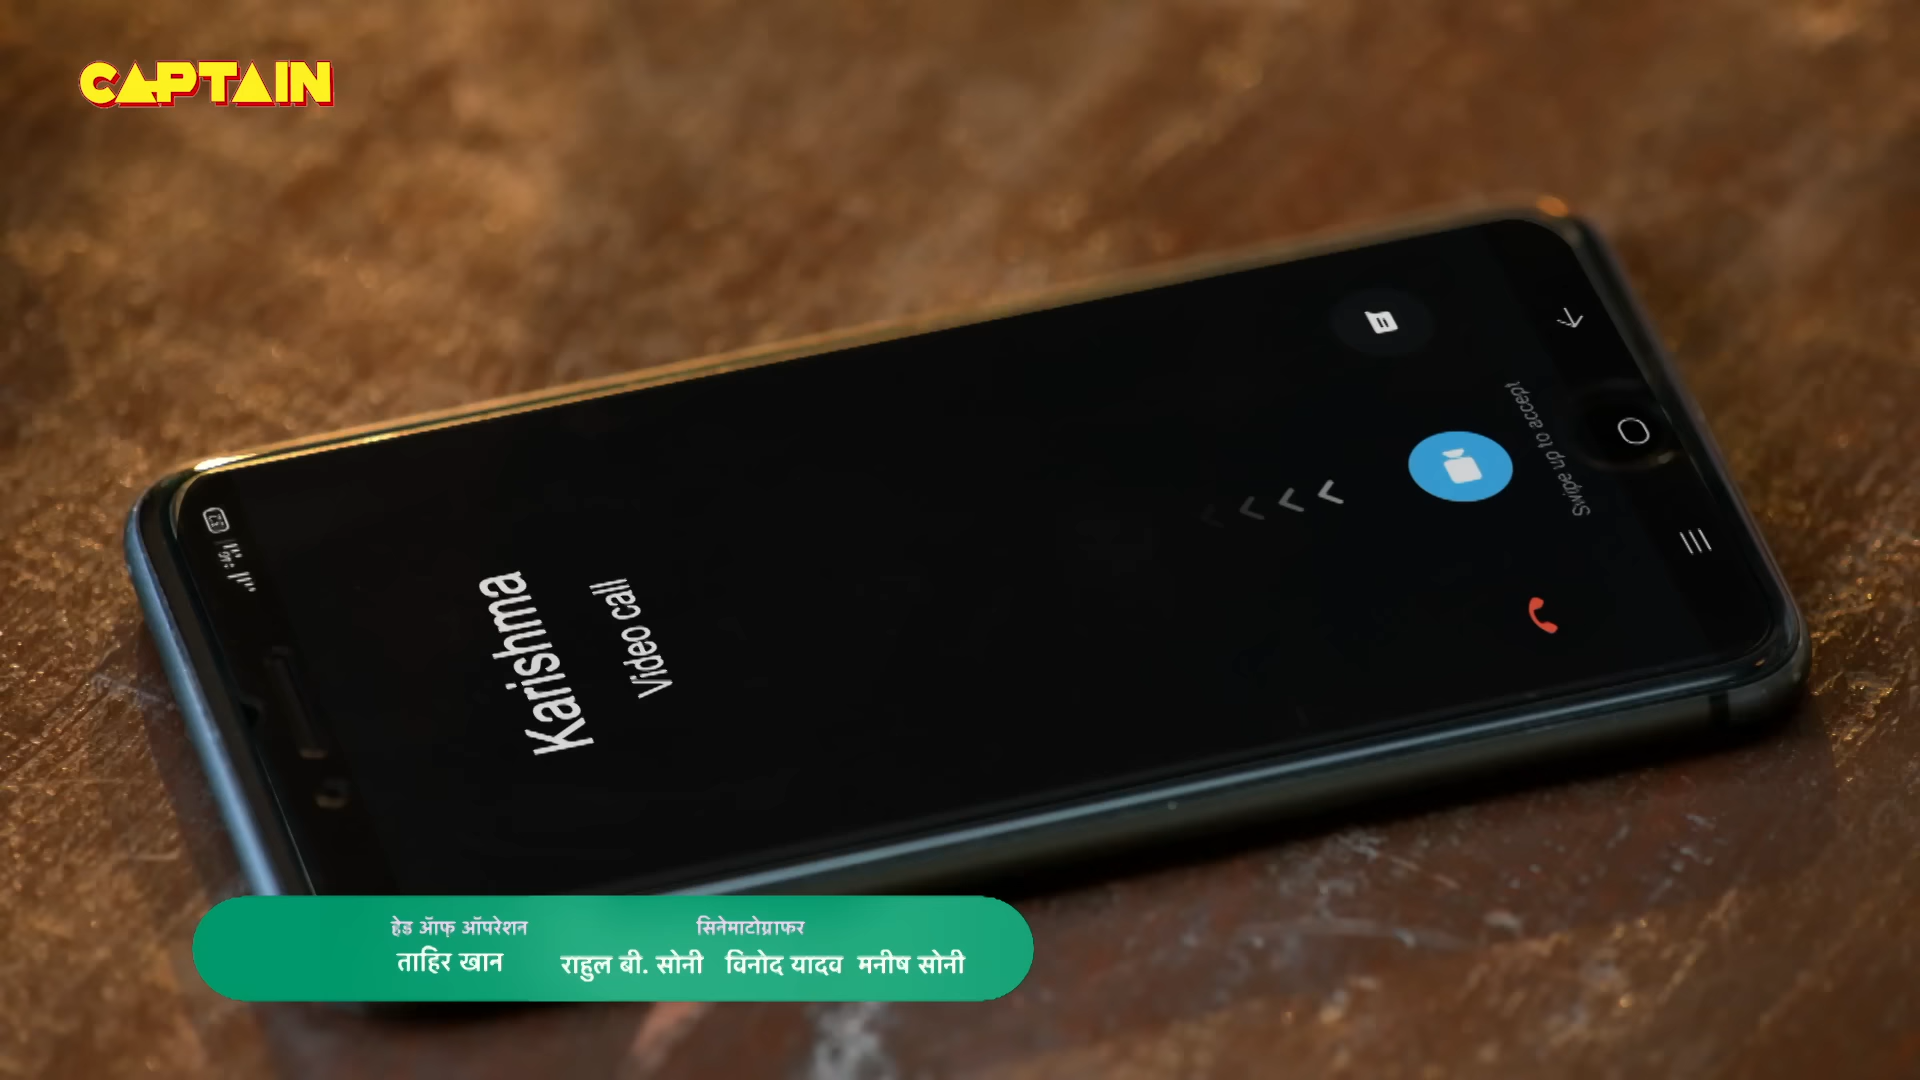 CAPTAIN
Karishma
Video call
Swipe up to accept
हेड ऑफ ऑपरेशन
ताहिर खान
सिनेमाटोग्राफर
राहुल बी. सोनी विनोद यादव मनीष सोनी